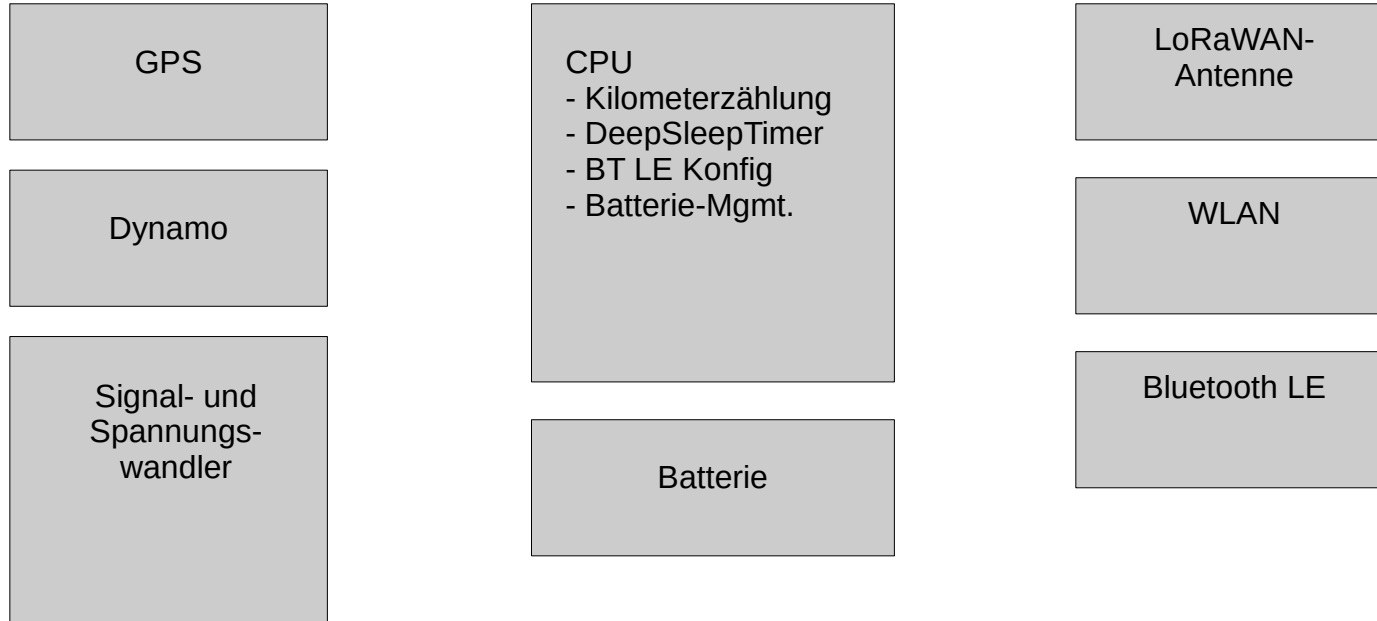 GPS
Dynamo
Signal- und
Spannungs-
wandler
CPU
- Kilometerzählung
- DeepSleepTimer
- BT LE Konfig
- Batterie-Mgmt.
Batterie
LoRaWAN-
Antenne
WLAN
Bluetooth LE